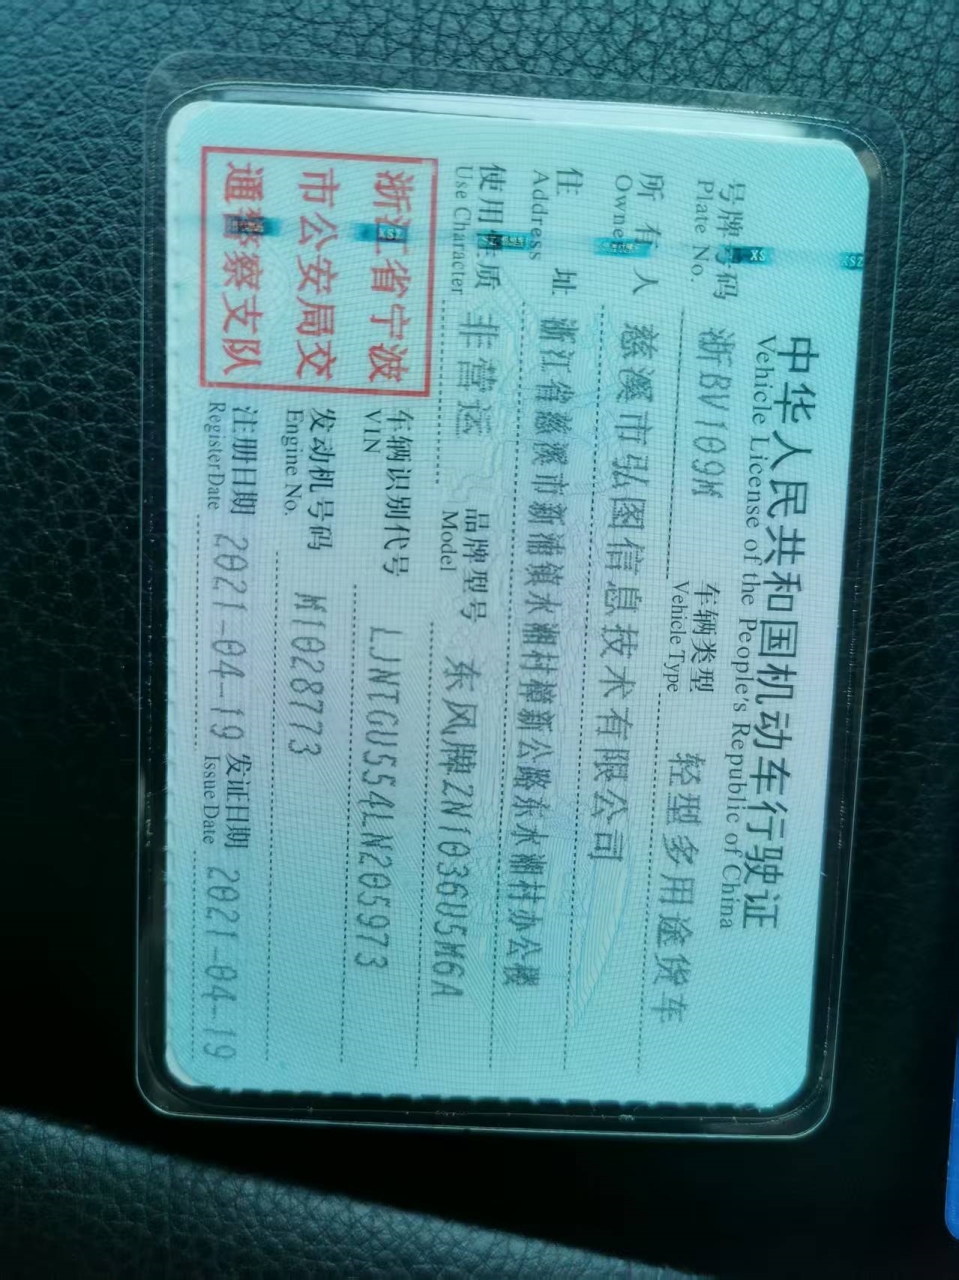 中华人民共和国机动车行驶证
Vehicle License of the People's Republic of China
号牌号码 浙BV109M 车辆类型 轻型多用途货车
Plate No. Vehicle Type
所有人 慈溪市弘图信息技术有限公司
Owner
住址 浙江省慈溪市新浦镇水湘村樟新公路东水湘村办公楼
Address
使用性质 非营运 品牌型号 东风牌ZN1036U5M6A
Use Character Model
浙江省宁波
市公安局交
通警察支队
车辆识别代号 LJNTGU554LN205973
VIN
发动机号码 M1028773
Engine No.
注册日期 2021-04-19 发证日期 2021-04-19
Register Date Issue Date